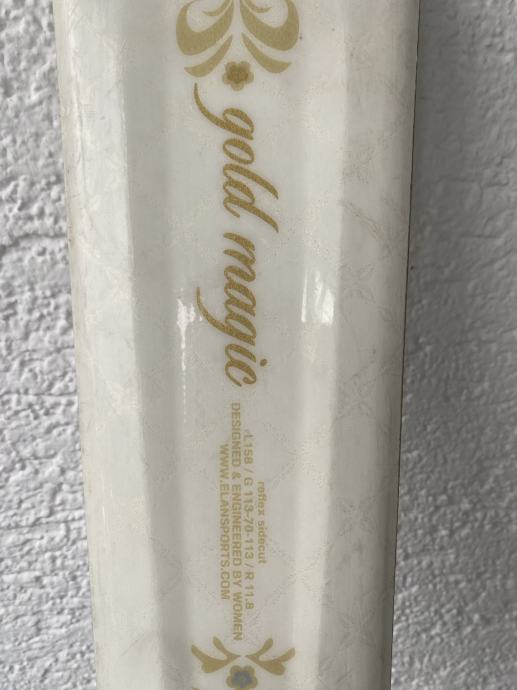 gold magic
reflex sidecut
L158 / G 113-70-113 / R 11.8
DESIGNED & ENGINEERED BY WOMEN
WWW.ELANSPORTS.COM